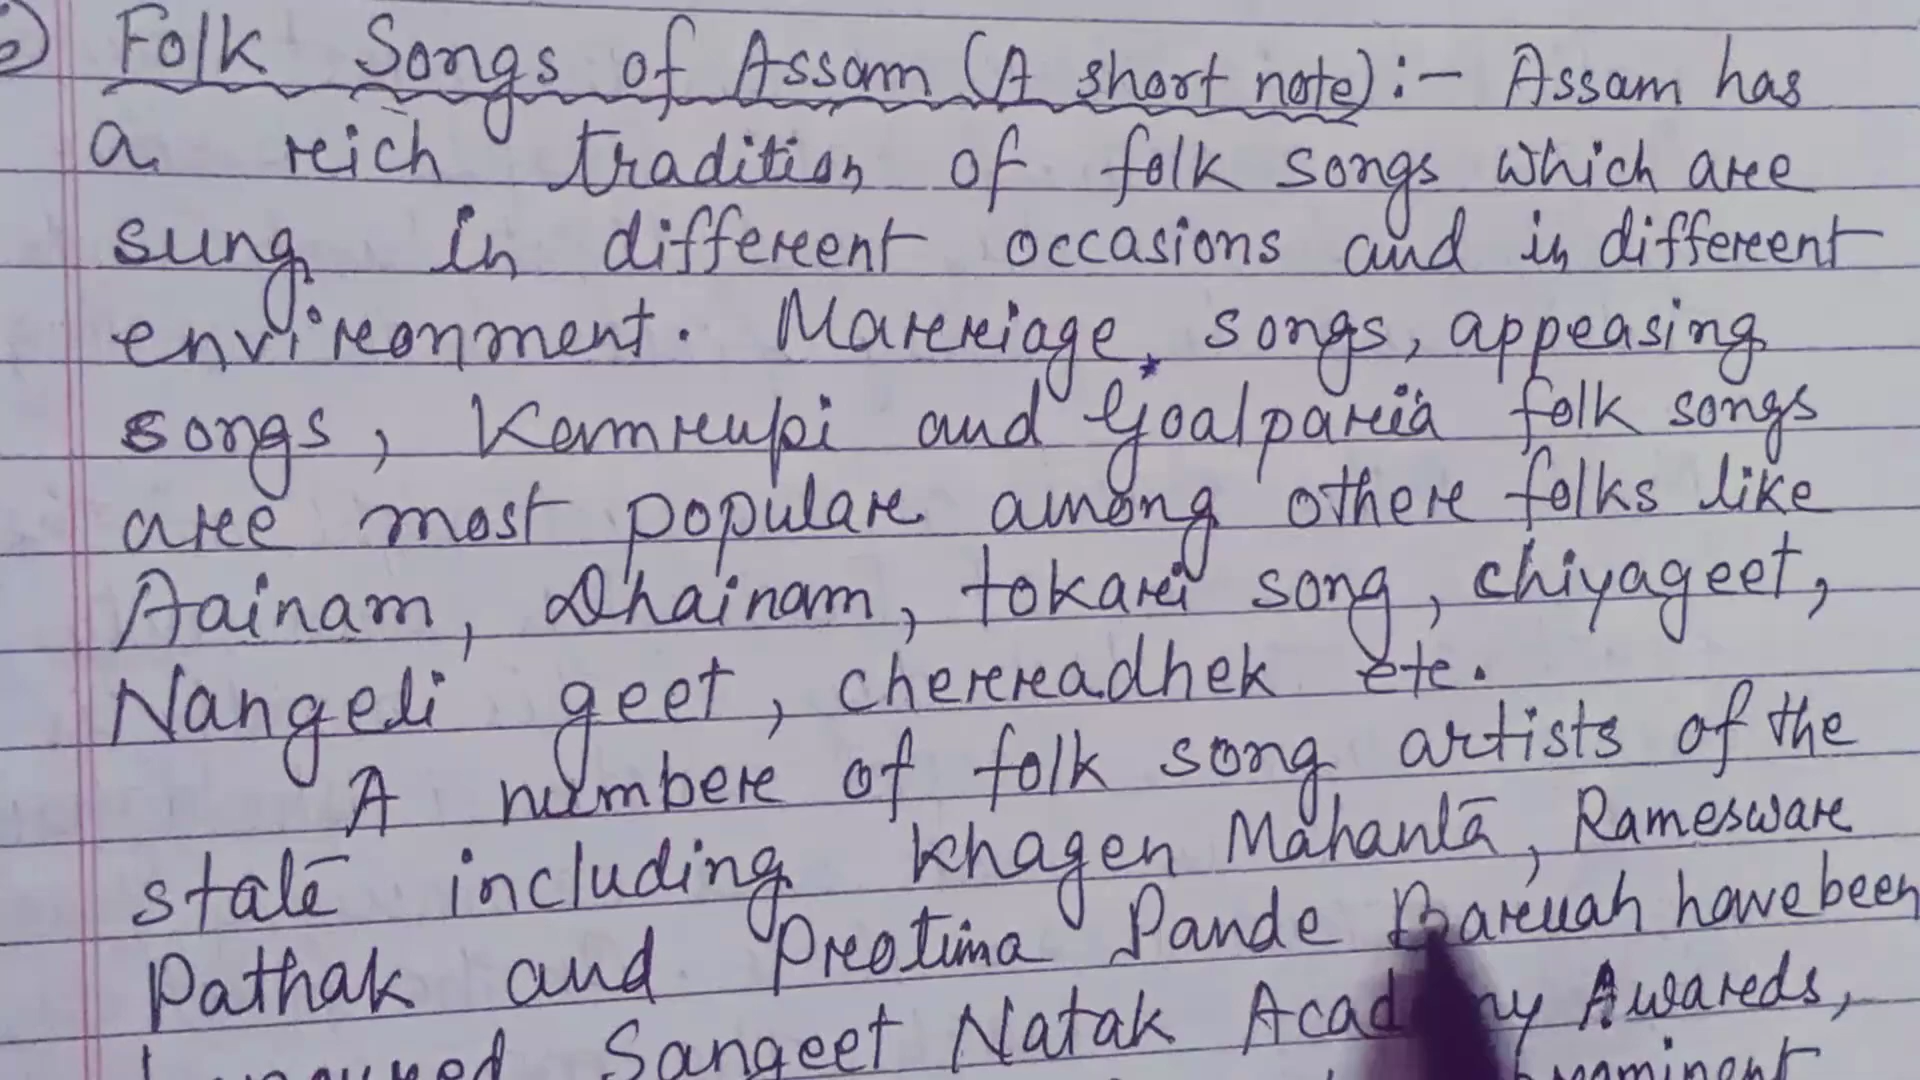 Folk Songs of Assam (A short note) :- Assam has
a rich tradition of folk songs which are
sung in different occasions and in different
environment. Marriage songs, appeasing
songs, Kamrupi and Goalparia folk songs
are most popular among other folks like
Aainam, Dhainam, tokari song, chiyageet,
Nangeli geet, cherradhek etc.
A number of folk song artists of the
state including Khagen Mahanta, Rameswar
Pathak and Protima Pande Baruah have been
Sangeet Natak Academy Awards,